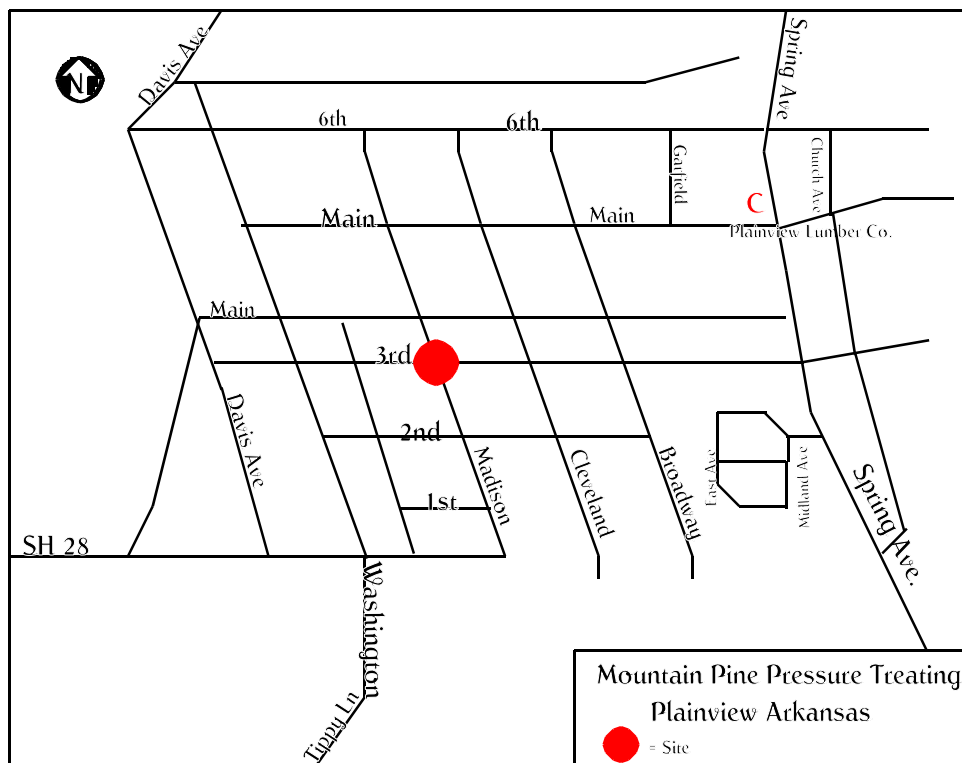 Davis Ave
Spring Ave
N
6th
6th
Garfield
Church Ave
C
Main
Main
Plainview Lumber Co.
Main
3rd
Davis Ave
2nd
Madison
Cleveland
Broadway
East Ave
Midland Ave
Spring Ave.
1st
SH 28
Washington
Tippy Ln
Mountain Pine Pressure Treating
Plainview Arkansas
= Site